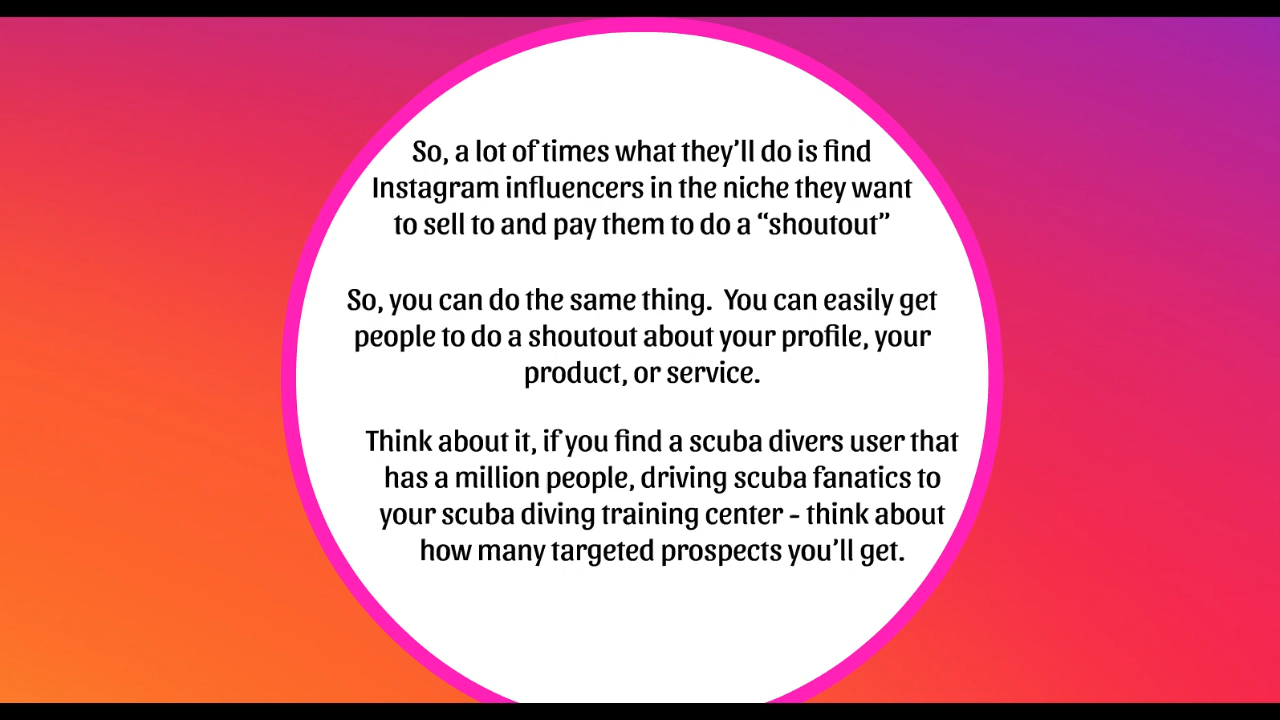 So, a lot of times what they’ll do is find
Instagram influencers in the niche they want
to sell to and pay them to do a “shoutout”
So, you can do the same thing.  You can easily get
people to do a shoutout about your profile, your
product, or service.
Think about it, if you find a scuba divers user that
has a million people, driving scuba fanatics to
your scuba diving training center - think about
how many targeted prospects you’ll get.